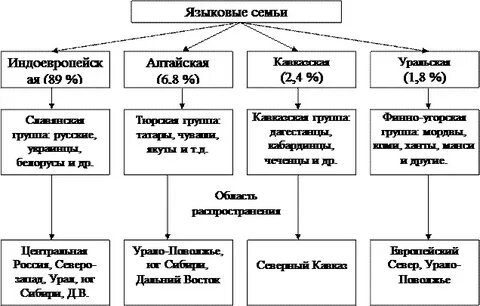 Языковые семьи
Индоевропейск
ая (89 %)
Алтайская
(6.8 %)
Кавказская
(2,4 %)
Уральская
(1,8 %)
Славянская
группа: русские,
украинцы,
белорусы и др.
Тюрская группа:
татары, чуваши,
якуты и т.д.
Кавказская группа:
дагестанцы,
кабардинцы,
чеченцы и др.
Финно-угорская
группа: мордвы,
коми, ханты, манси
и другие.
Область
распространения
Центральная
Россия, Северо-
запад, Урал, юг
Сибири, Д.В.
Урало-Поволжье,
юг Сибири,
Дальний Восток
Северный Кавказ
Европейский
Север, Урало-
Поволжье